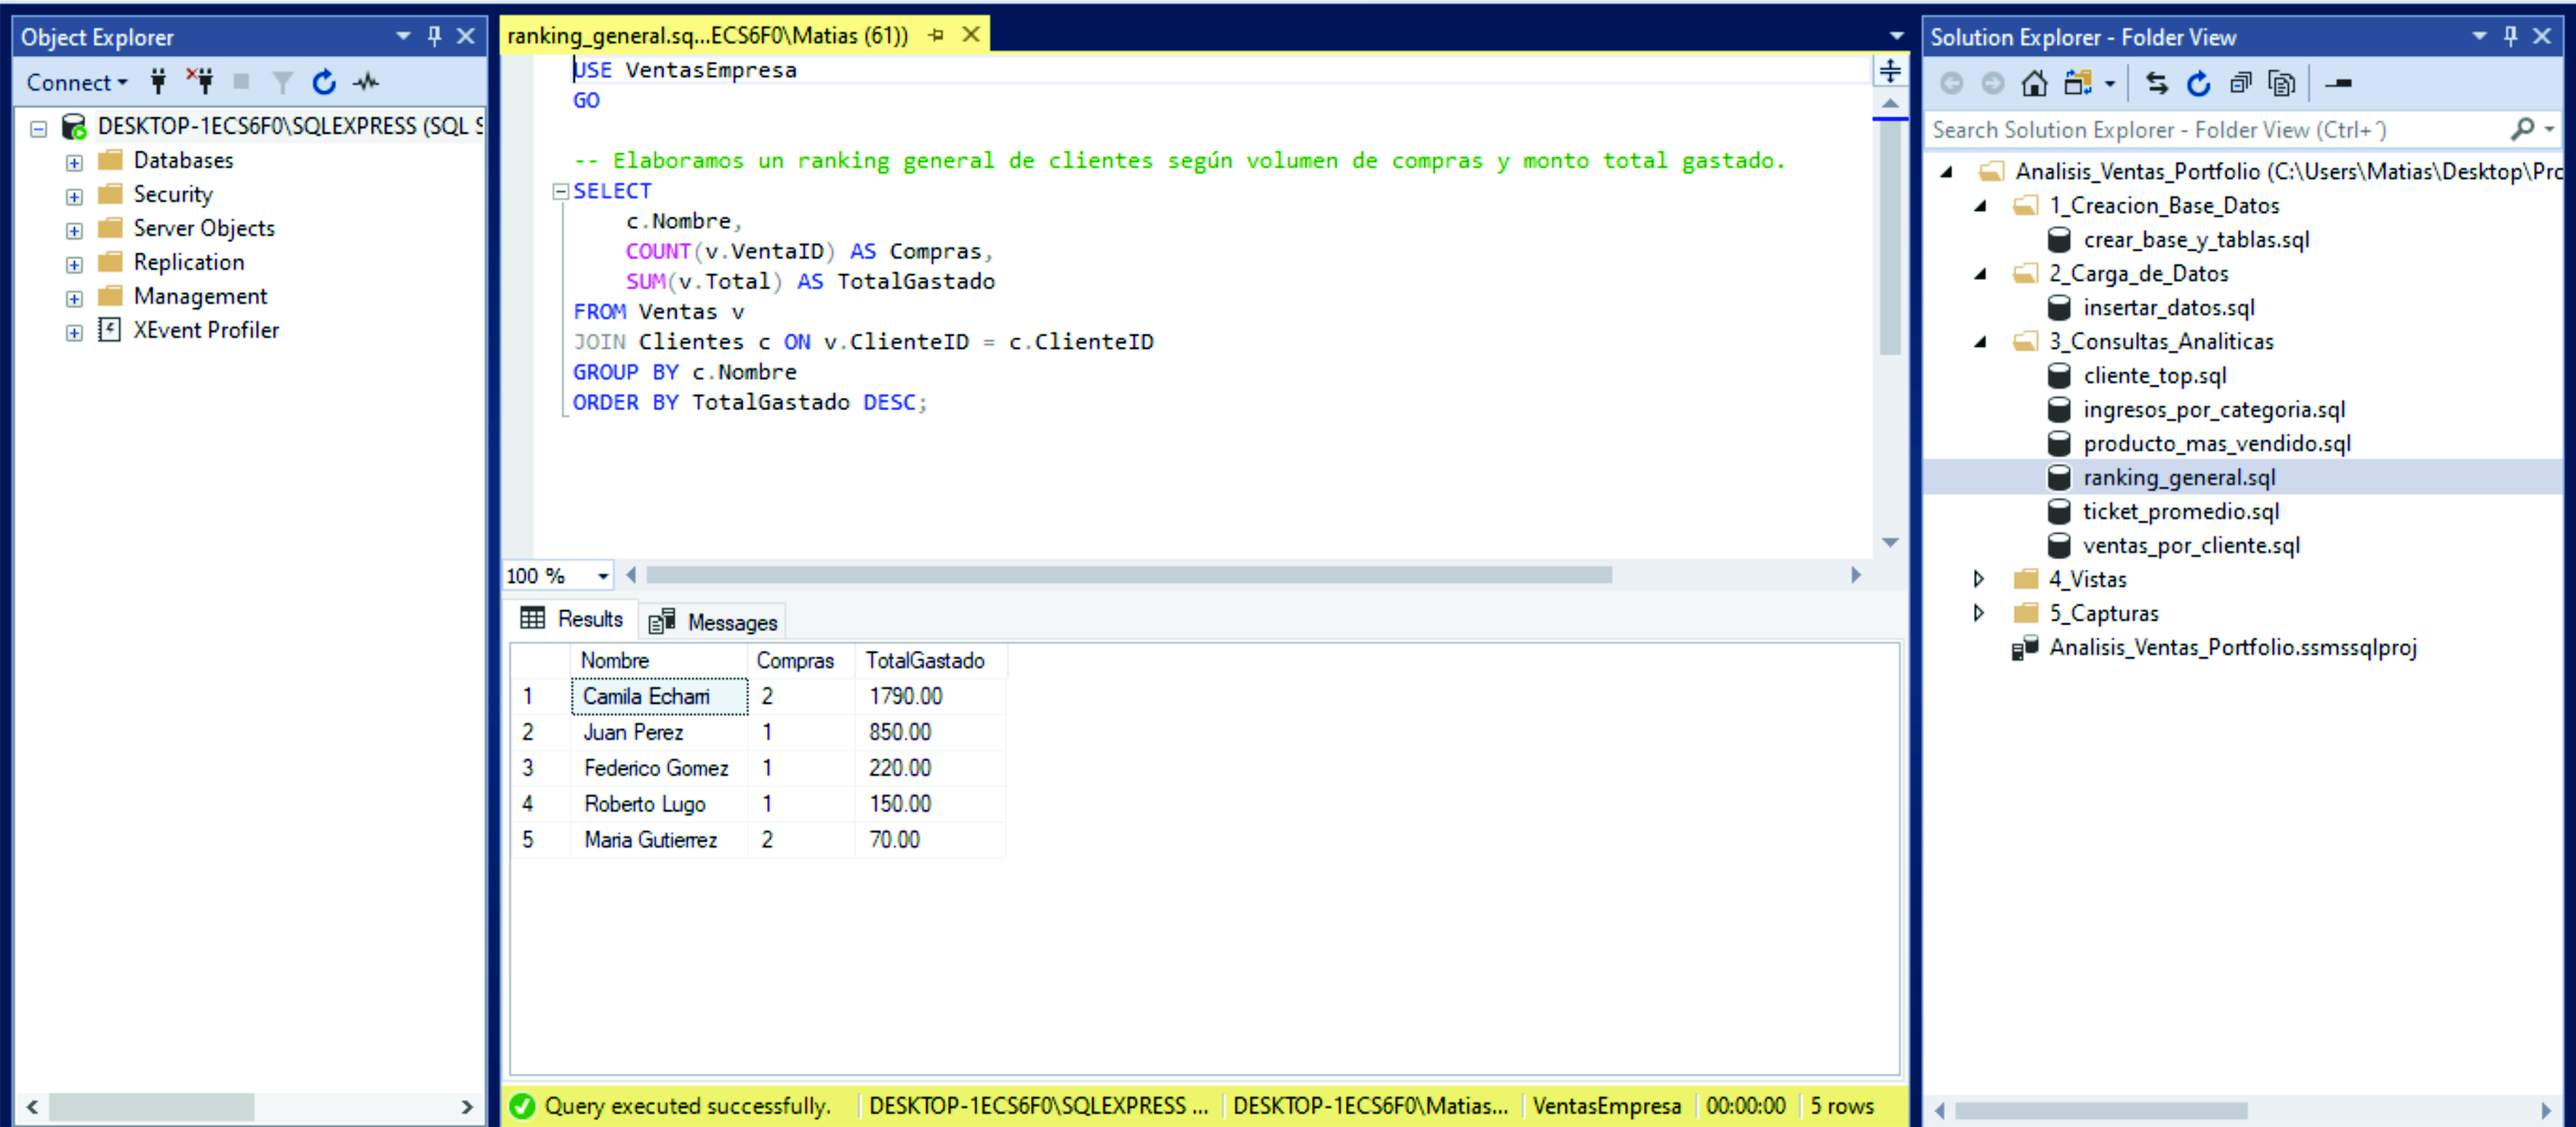 Object Explorer
Connect
DESKTOP-1ECS6F0\SQLEXPRESS (SQL S
Databases
Security
Server Objects
Replication
Management
XEvent Profiler
ranking_general.sq...ECS6F0\Matias (61))
USE VentasEmpresa
GO
-- Elaboramos un ranking general de clientes según volumen de compras y monto total gastado.
SELECT
c.Nombre,
COUNT(v.VentaID) AS Compras,
SUM(v.Total) AS TotalGastado
FROM Ventas v
JOIN Clientes c ON v.ClienteID = c.ClienteID
GROUP BY c.Nombre
ORDER BY TotalGastado DESC;
100 %
Results Messages
Nombre Compras TotalGastado
1 Camila Echarri 2 1790.00
2 Juan Perez 1 850.00
3 Federico Gomez 1 220.00
4 Roberto Lugo 1 150.00
5 Maria Gutierrez 2 70.00
Query executed successfully. DESKTOP-1ECS6F0\SQLEXPRESS ... DESKTOP-1ECS6F0\Matias... VentasEmpresa 00:00:00 5 rows
Solution Explorer - Folder View
Search Solution Explorer - Folder View (Ctrl+´)
Analisis_Ventas_Portfolio (C:\Users\Matias\Desktop\Prc
1_Creacion_Base_Datos
crear_base_y_tablas.sql
2_Carga_de_Datos
insertar_datos.sql
3_Consultas_Analiticas
cliente_top.sql
ingresos_por_categoria.sql
producto_mas_vendido.sql
ranking_general.sql
ticket_promedio.sql
ventas_por_cliente.sql
4_Vistas
5_Capturas
Analisis_Ventas_Portfolio.ssmssqlproj